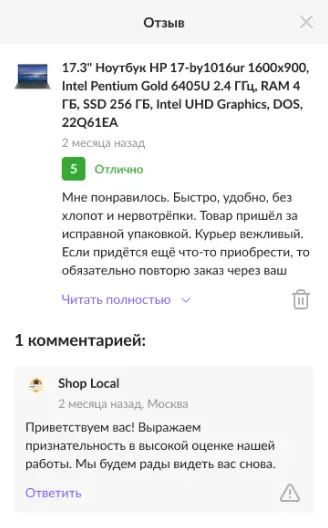 Отзыв
17.3" Ноутбук HP 17-by1016ur 1600x900,
Intel Pentium Gold 6405U 2.4 ГГц, RAM 4
ГБ, SSD 256 ГБ, Intel UHD Graphics, DOS,
22Q61EA
2 месяца назад
5 Отлично
Мне понравилось. Быстро, удобно, без
хлопот и нервотрёпки. Товар пришёл за
исправной упаковкой. Курьер вежливый.
Если придётся ещё что-то приобрести, то
обязательно повторю заказ через ваш
Читать полностью
1 комментарией:
Shop Local
2 месяца назад, Москва
Приветствуем вас! Выражаем
признательность в высокой оценке нашей
работы. Мы будем рады видеть вас снова.
Ответить